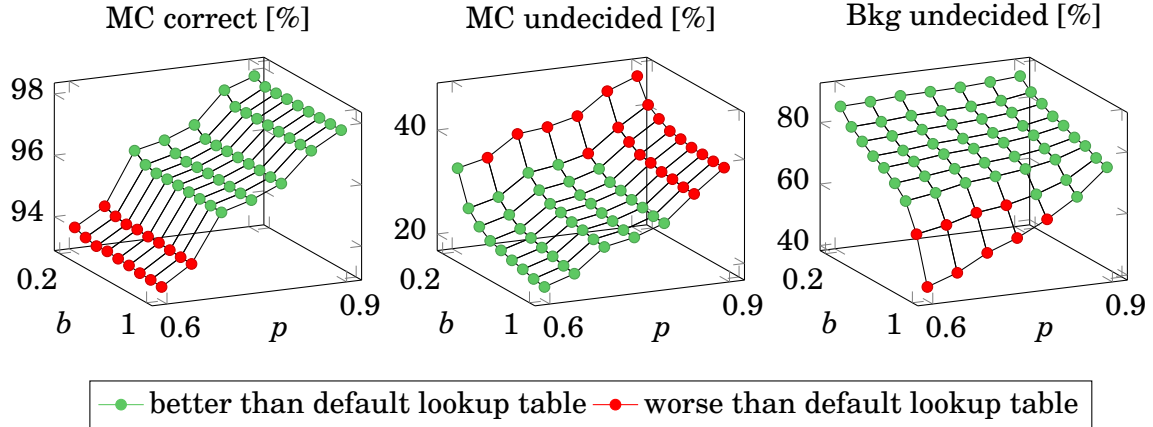 MC correct [%]
MC undecided [%]
Bkg undecided [%]
98
96
94
0.2
b
1
0.6
p
0.9
40
20
0.2
b
1
0.6
p
0.9
80
60
40
0.2
b
1
0.6
p
0.9
better than default lookup table
worse than default lookup table